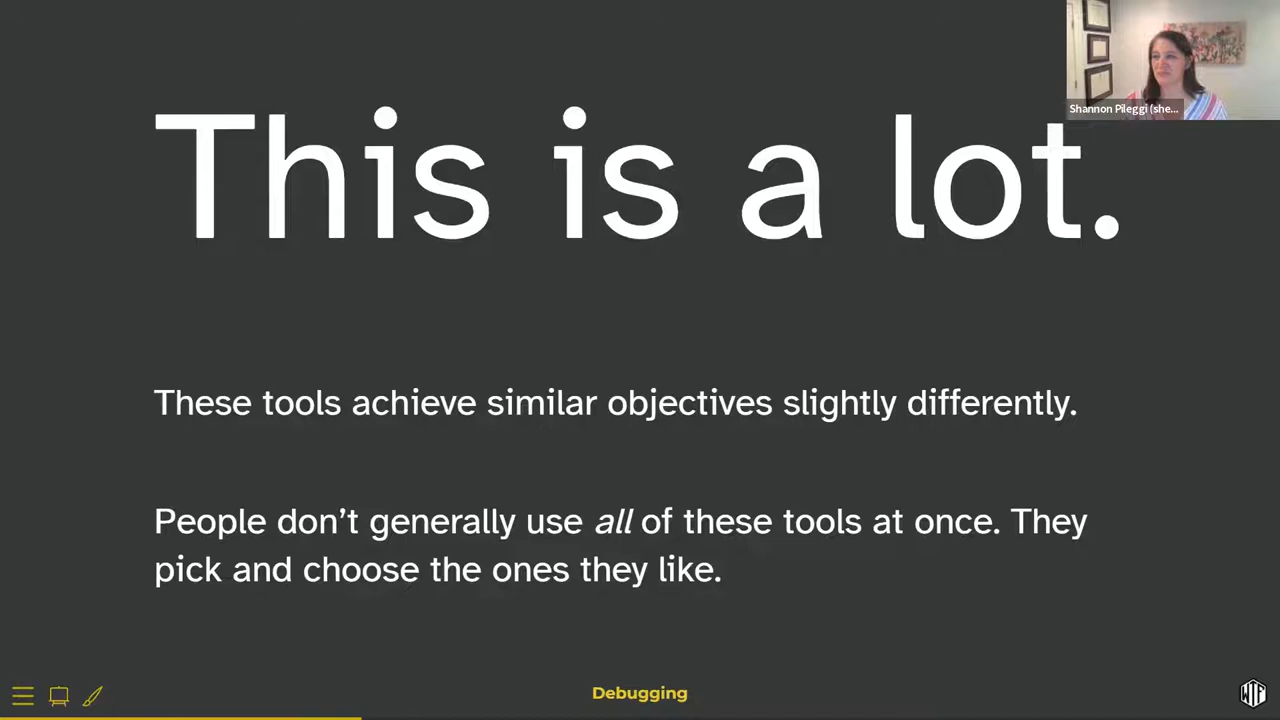 This is a lot.
Shannon Pileggi (she...
These tools achieve similar objectives slightly differently.
People don’t generally use all of these tools at once. They
pick and choose the ones they like.
Debugging
WTF